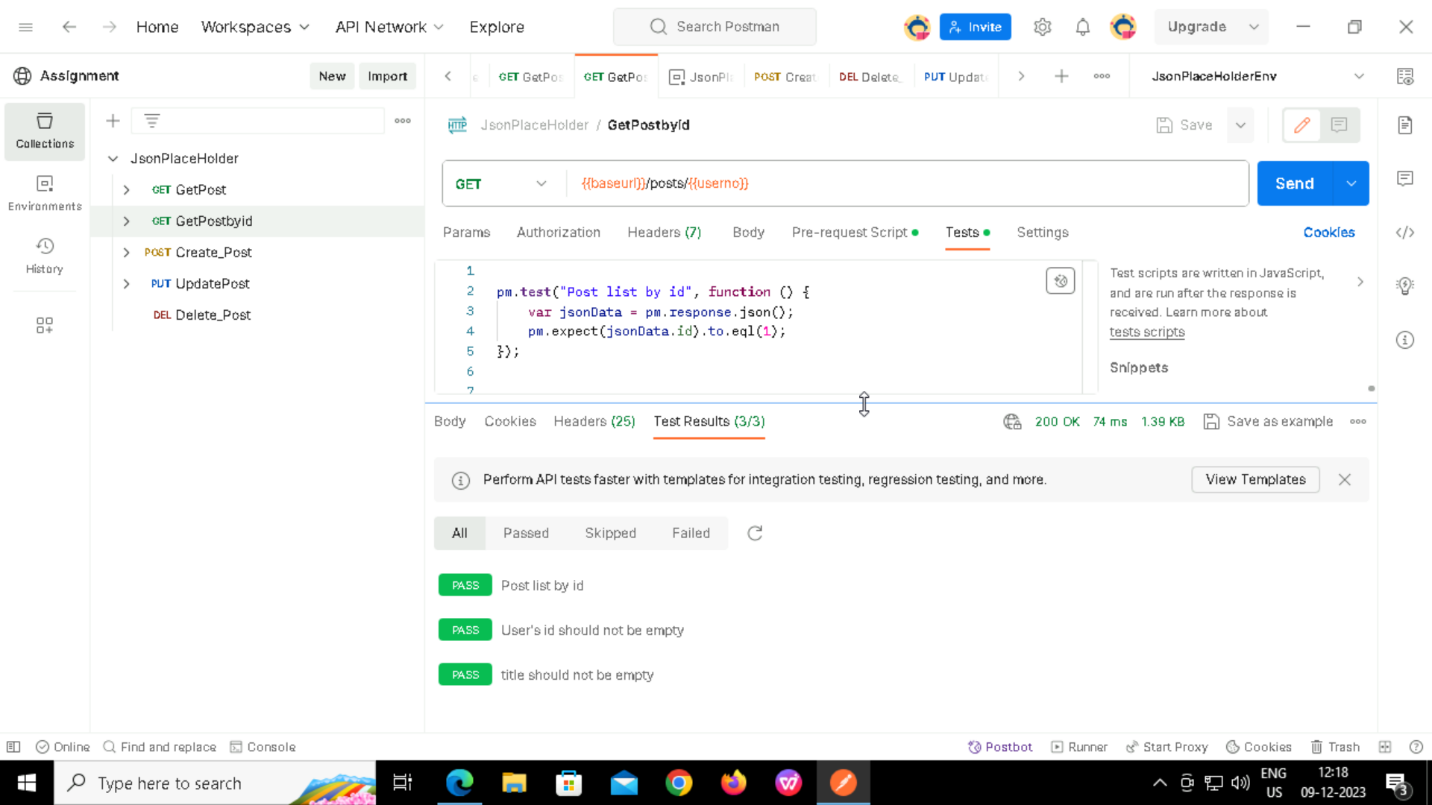 Home
Workspaces
API Network
Explore
Search Postman
Invite
Upgrade
Assignment
New
Import
GET GetPos
GET GetPos
JsonPl
POST Creat
DEL Delete_
PUT Updat
JsonPlaceHolderEnv
Collections
Environments
History
JsonPlaceHolder
GET GetPost
GET GetPostbyid
POST Create_Post
PUT UpdatePost
DEL Delete_Post
HTTP JsonPlaceHolder / GetPostbyid
Save
GET
{{baseurl}}/posts/{{userno}}
Send
Params
Authorization
Headers (7)
Body
Pre-request Script
Tests
Settings
Cookies
1
2 pm.test("Post list by id", function () {
3 var jsonData = pm.response.json();
4 pm.expect(jsonData.id).to.eql(1);
5 });
6
7
Test scripts are written in JavaScript,
and are run after the response is
received. Learn more about
tests scripts
Snippets
Body
Cookies
Headers (25)
Test Results (3/3)
200 OK
74 ms
1.39 KB
Save as example
Perform API tests faster with templates for integration testing, regression testing, and more.
View Templates
All
Passed
Skipped
Failed
PASS Post list by id
PASS User's id should not be empty
PASS title should not be empty
Online
Find and replace
Console
Postbot
Runner
Start Proxy
Cookies
Trash
Type here to search
ENG
US
12:18
09-12-2023
3